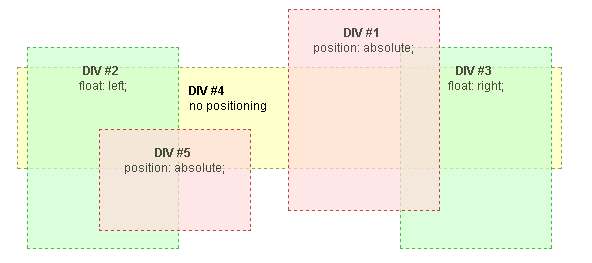 DIV #1
position: absolute;
DIV #2
float: left;
DIV #3
float: right;
DIV #4
no positioning
DIV #5
position: absolute;